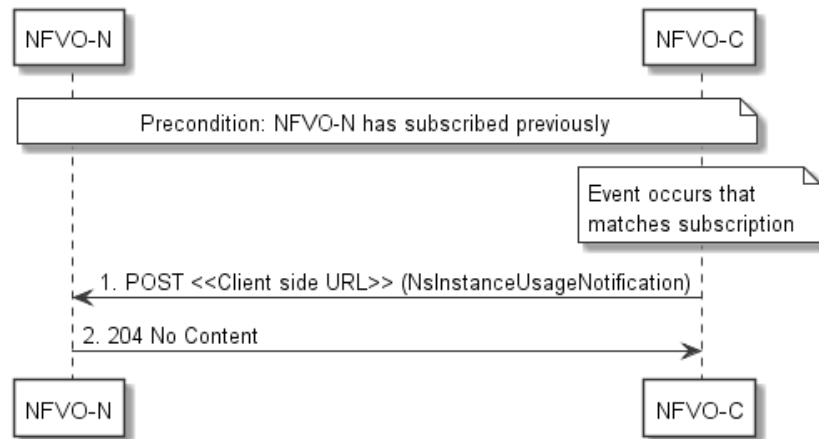 NFVO-N
NFVO-C
Precondition: NFVO-N has subscribed previously
Event occurs that
matches subscription
1. POST <<Client side URL>> (NsInstanceUsageNotification)
2. 204 No Content
NFVO-N
NFVO-C